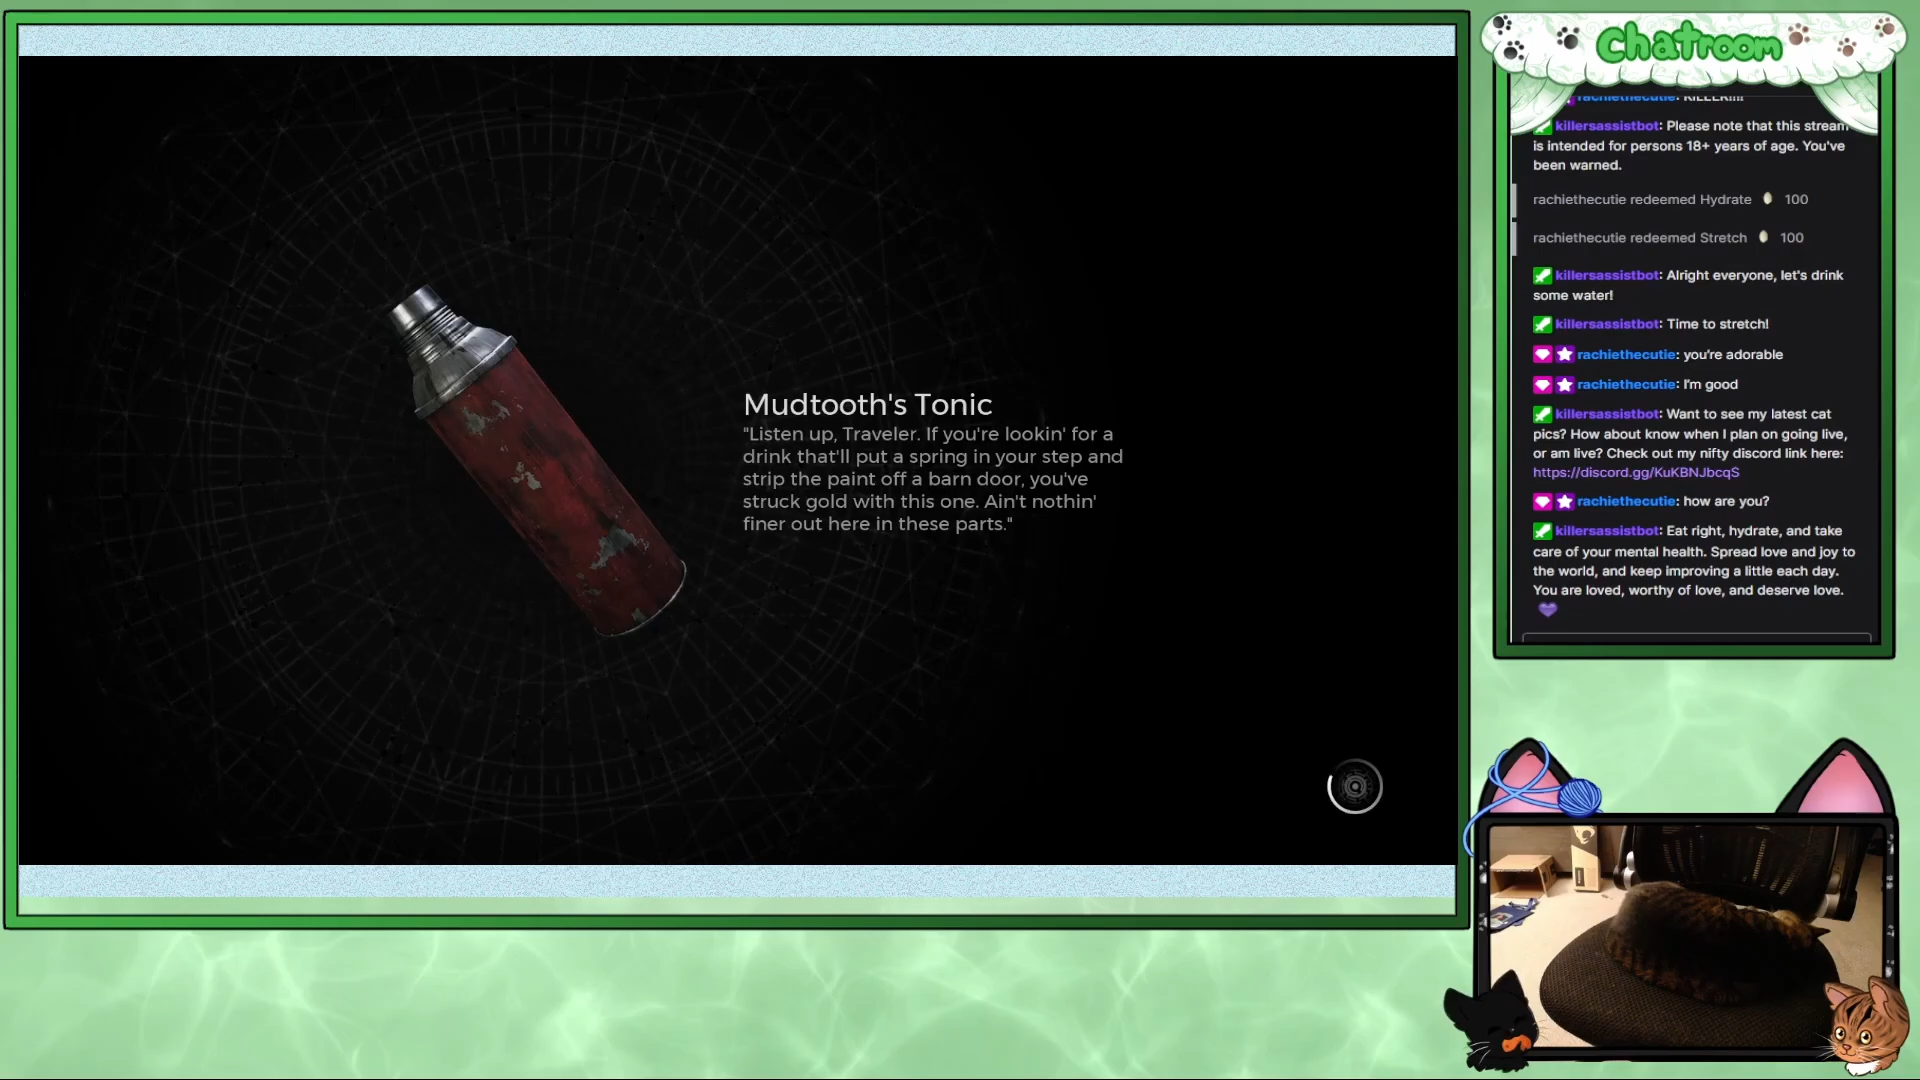 Chatroom
rachiethecutie: KILLER!!!!
killersassistbot: Please note that this stream
is intended for persons 18+ years of age. You've
been warned.
rachiethecutie redeemed Hydrate 100
rachiethecutie redeemed Stretch 100
killersassistbot: Alright everyone, let's drink
some water!
killersassistbot: Time to stretch!
rachiethecutie: you're adorable
rachiethecutie: I'm good
killersassistbot: Want to see my latest cat
pics? How about know when I plan on going live,
or am live? Check out my nifty discord link here:
https://discord.gg/KuKBNJbcqS
rachiethecutie: how are you?
killersassistbot: Eat right, hydrate, and take
care of your mental health. Spread love and joy to
the world, and keep improving a little each day.
You are loved, worthy of love, and deserve love.
Mudtooth's Tonic
"Listen up, Traveler. If you're lookin' for a
drink that'll put a spring in your step and
strip the paint off a barn door, you've
struck gold with this one. Ain't nothin'
finer out here in these parts."